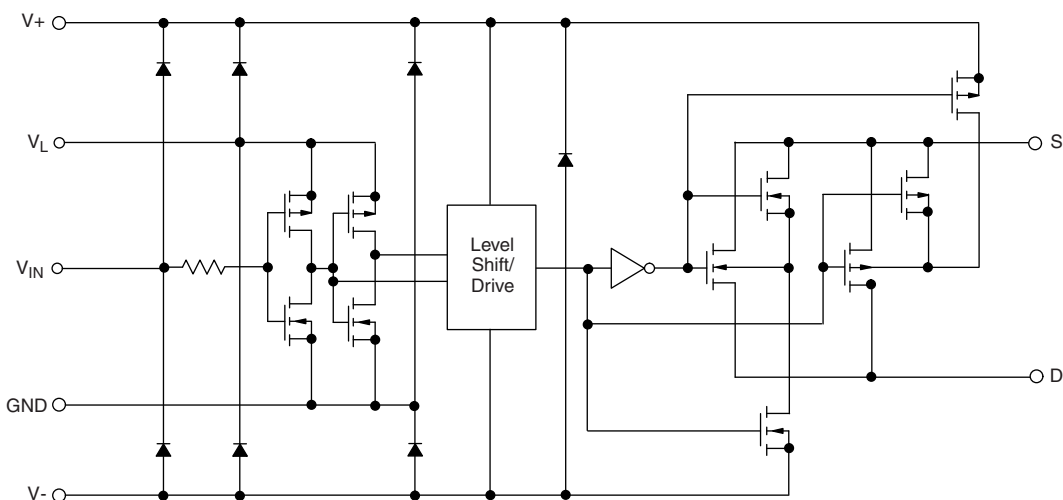 V+
VL
S
Level
Shift/
Drive
VIN
D
GND
V-